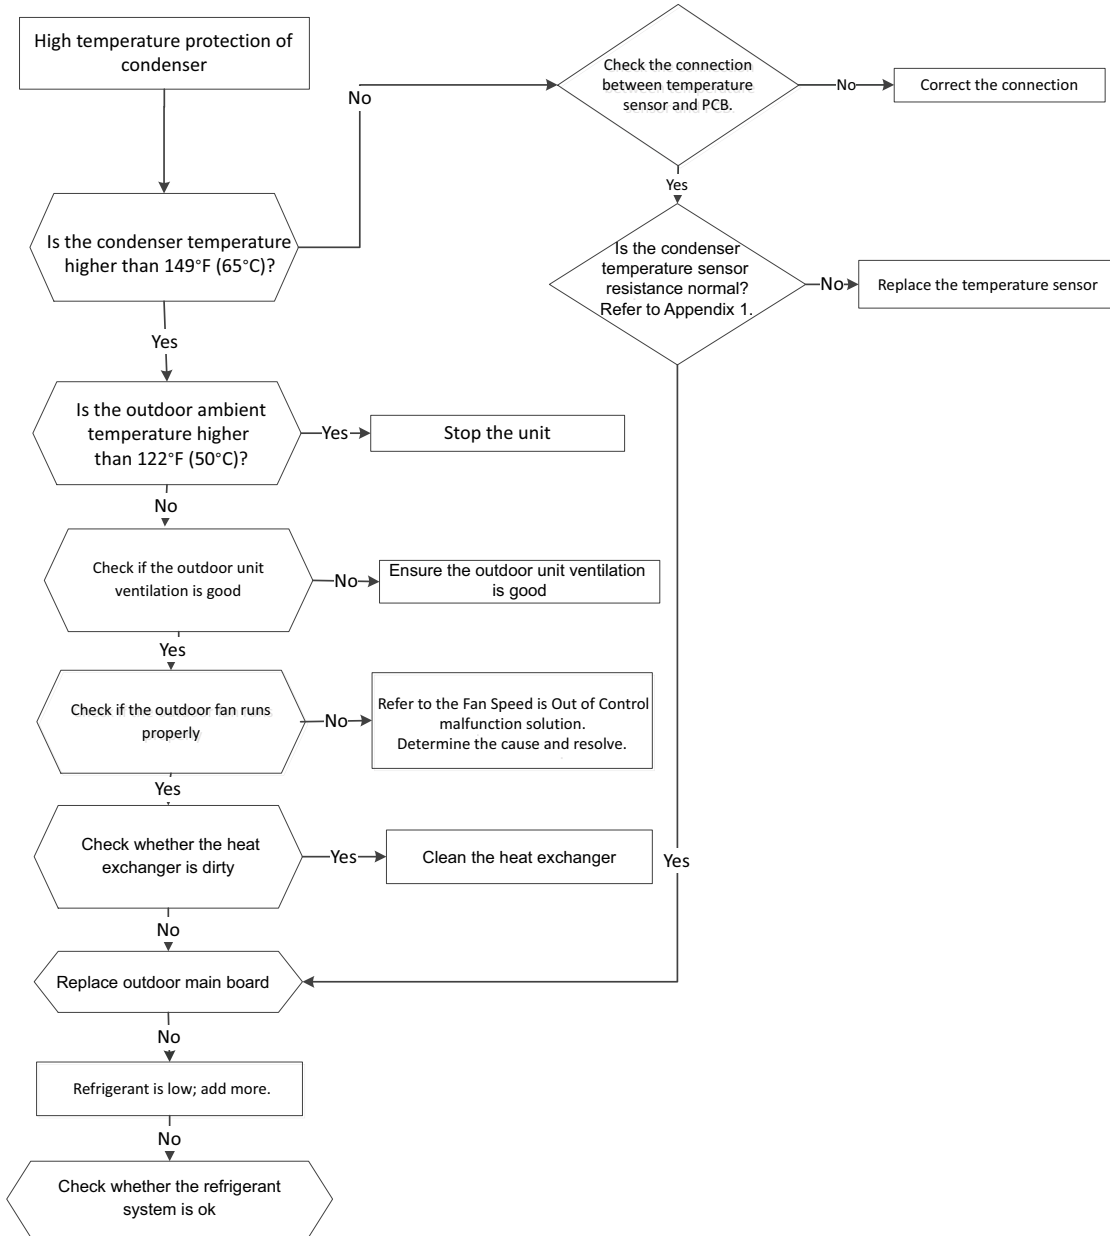 High temperature protection of
condenser
No
Check the connection
between temperature
sensor and PCB.
No
Correct the connection
Yes
Is the condenser temperature
higher than 149°F (65°C)?
Is the condenser
temperature sensor
resistance normal?
Refer to Appendix 1.
No
Replace the temperature sensor
Yes
Is the outdoor ambient
temperature higher
than 122°F (50°C)?
Yes
Stop the unit
No
Check if the outdoor unit
ventilation is good
No
Ensure the outdoor unit ventilation
is good
Yes
Check if the outdoor fan runs
properly
No
Refer to the Fan Speed is Out of Control
malfunction solution.
Determine the cause and resolve.
Yes
Check whether the heat
exchanger is dirty
Yes
Clean the heat exchanger
Yes
No
Replace outdoor main board
No
Refrigerant is low; add more.
No
Check whether the refrigerant
system is ok